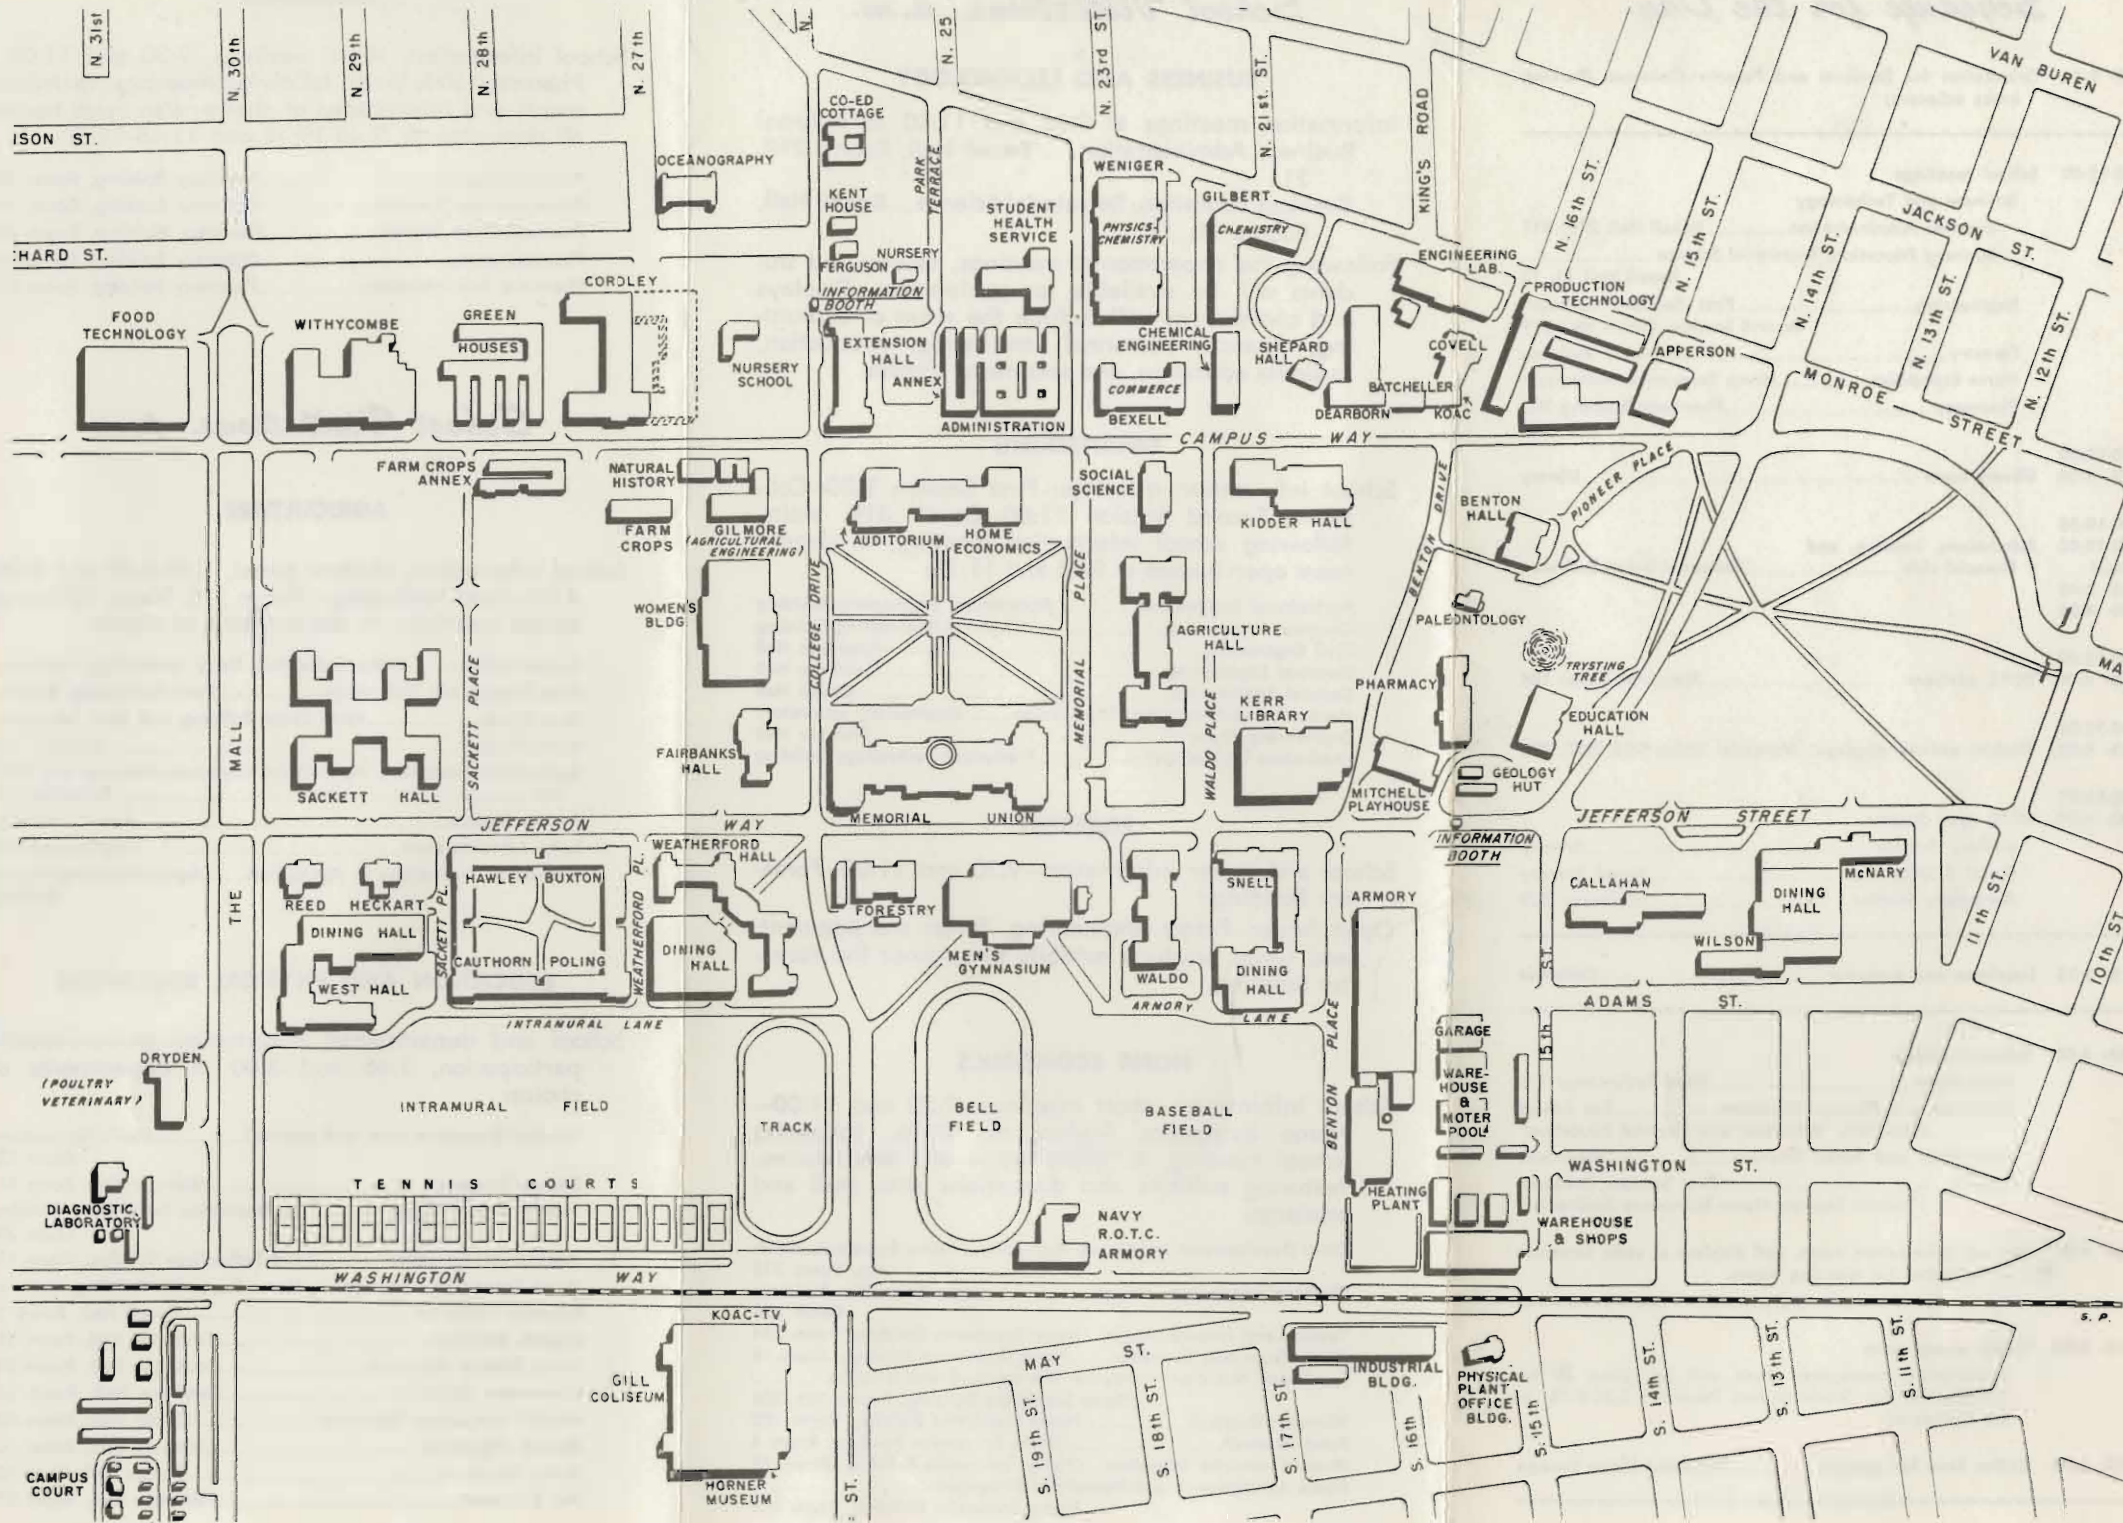 N. 31st
N. 30th
N. 29th
N. 28th
N. 27th
N.
N. 25
N. 23rd ST
N. 21st. ST.
KING'S ROAD
N. 16th ST.
N. 15th ST.
N. 14th ST.
N. 13th ST.
N. 12th ST.
VAN BUREN
JACKSON ST.
MONROE STREET
ISON ST.
CHARD ST.
CO-ED
COTTAGE
OCEANOGRAPHY
PARK
TERRACE
KENT
HOUSE
FERGUSON
NURSERY
INFORMATION
BOOTH
STUDENT
HEALTH
SERVICE
WENIGER
PHYSICS-
CHEMISTRY
GILBERT
CHEMISTRY
ENGINEERING
LAB.
PRODUCTION
TECHNOLOGY
FOOD
TECHNOLOGY
WITHYCOMBE
GREEN
HOUSES
CORDLEY
NURSERY
SCHOOL
EXTENSION
HALL
ANNEX
ADMINISTRATION
CHEMICAL
ENGINEERING
COMMERCE
BEXELL
SHEPARD
HALL
DEARBORN
BATCHELLER
COVELL
KOAC
APPERSON
CAMPUS WAY
FARM CROPS
ANNEX
NATURAL
HISTORY
FARM
CROPS
GILMORE
(AGRICULTURAL
ENGINEERING)
AUDITORIUM
HOME
ECONOMICS
SOCIAL
SCIENCE
KIDDER HALL
BENTON DRIVE
BENTON
HALL
PIONEER PLACE
WOMEN'S
BLDG.
COLLEGE DRIVE
MEMORIAL PLACE
AGRICULTURE
HALL
WALDO PLACE
PALEONTOLOGY
TRYSTING
TREE
PHARMACY
EDUCATION
HALL
KERR
LIBRARY
MITCHELL
PLAYHOUSE
GEOLOGY
HUT
THE MALL
SACKETT PLACE
SACKETT HALL
FAIRBANKS
HALL
MEMORIAL UNION
MA
JEFFERSON WAY
JEFFERSON STREET
INFORMATION
BOOTH
REED
HECKART
SACKETT PL.
DINING HALL
WEST HALL
HAWLEY
BUXTON
CAUTHORN
POLING
WEATHERFORD PL.
WEATHERFORD
HALL
DINING
HALL
FORESTRY
MEN'S
GYMNASIUM
WALDO
SNELL
DINING
HALL
ARMORY LANE
ARMORY
CALLAHAN
WILSON
DINING
HALL
McNARY
11th ST.
10th ST
15th ST.
ADAMS ST.
INTRAMURAL LANE
DRYDEN
(POULTRY
VETERINARY)
INTRAMURAL FIELD
TRACK
BELL
FIELD
BASEBALL
FIELD
BENTON PLACE
GARAGE
WARE-
HOUSE
&
MOTER
POOL
WASHINGTON ST.
TENNIS COURTS
DIAGNOSTIC
LABORATORY
NAVY
R.O.T.C.
ARMORY
HEATING
PLANT
WAREHOUSE
& SHOPS
WASHINGTON WAY
S. P.
KOAC-TV
GILL
COLISEUM
HORNER
MUSEUM
ST.
MAY ST.
S. 19th ST.
S. 18th ST.
S. 17th ST.
S. 16th
S. 15th
S. 14th ST.
S. 13th ST.
S. 11th ST.
INDUSTRIAL
BLDG.
PHYSICAL
PLANT
OFFICE
BLDG.
CAMPUS
COURT